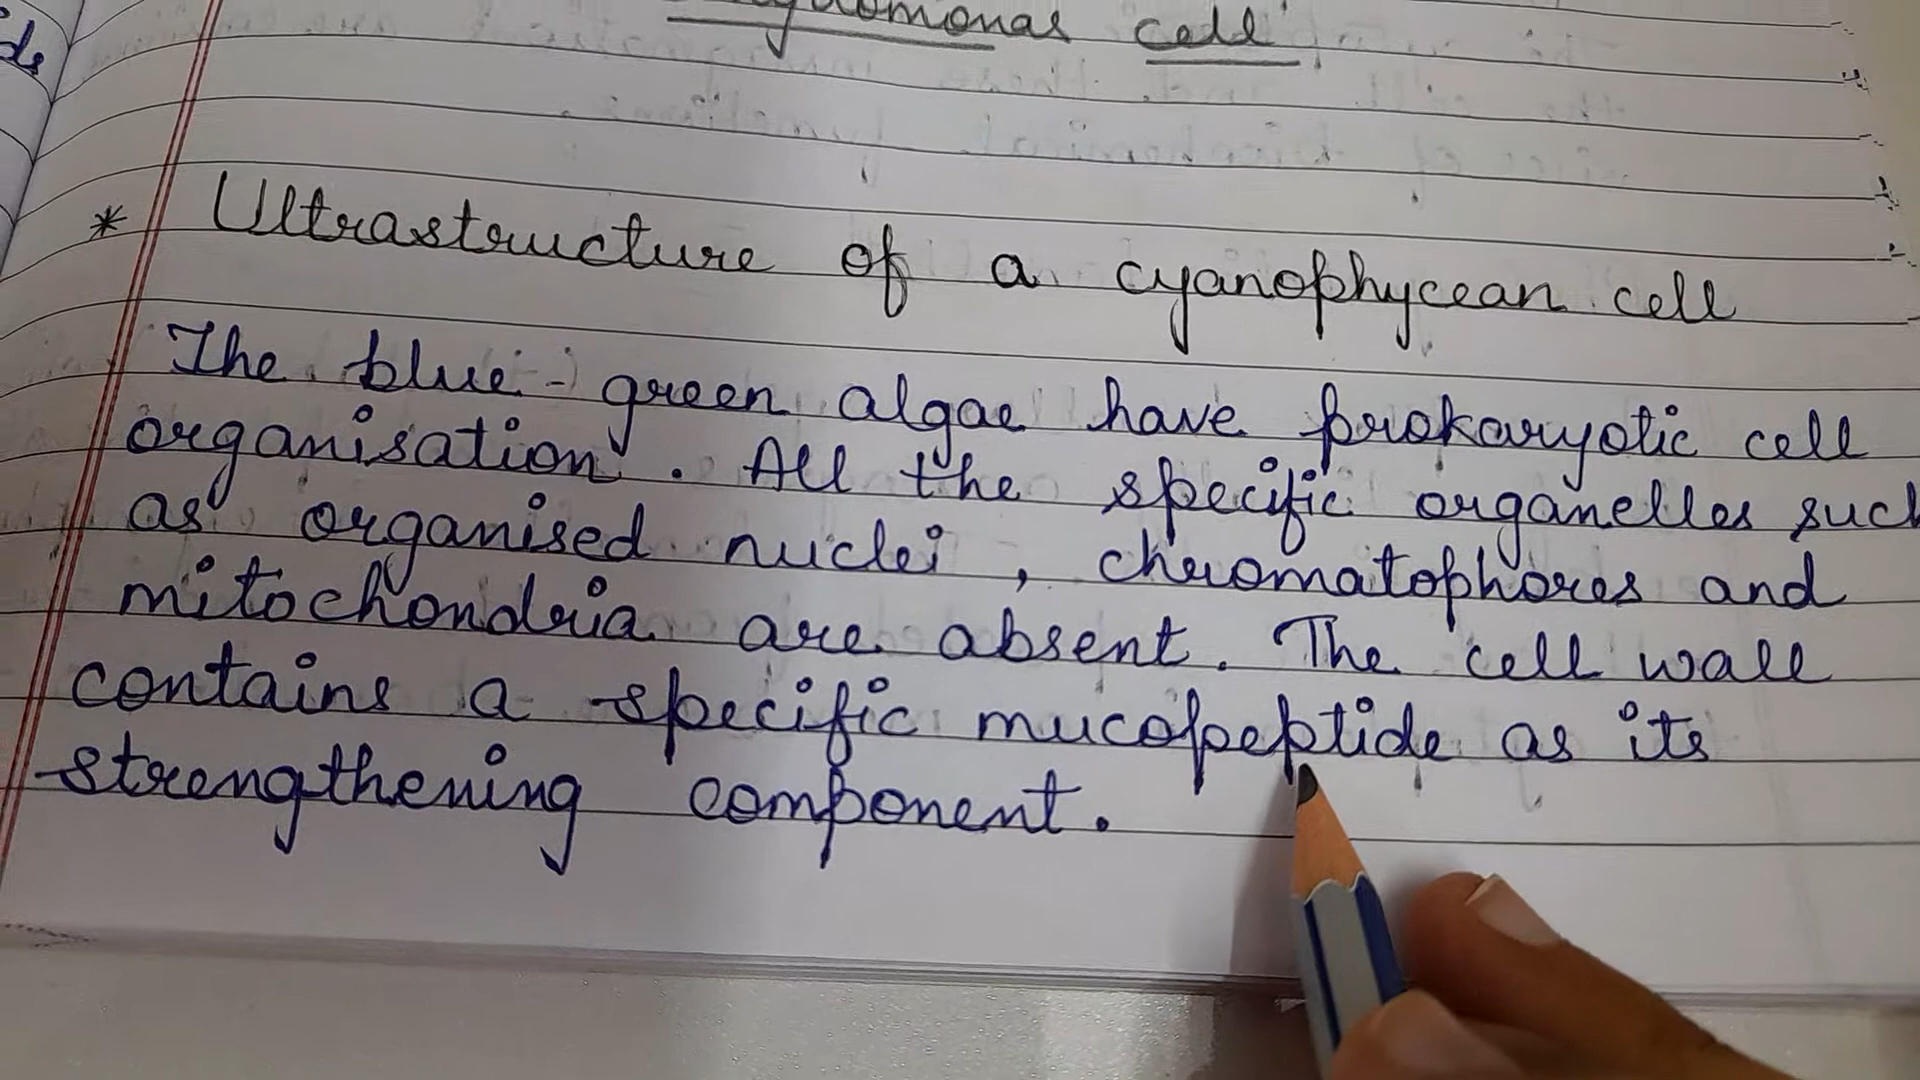 cell
* Ultrastructure of a cyanophycean cell
The blue-green algae have prokaryotic cell
organisation. All the specific organelles such
as organised nuclei, chromatophores and
mitochondria are absent. The cell wall
contains a specific mucopeptide as its
strengthening component.